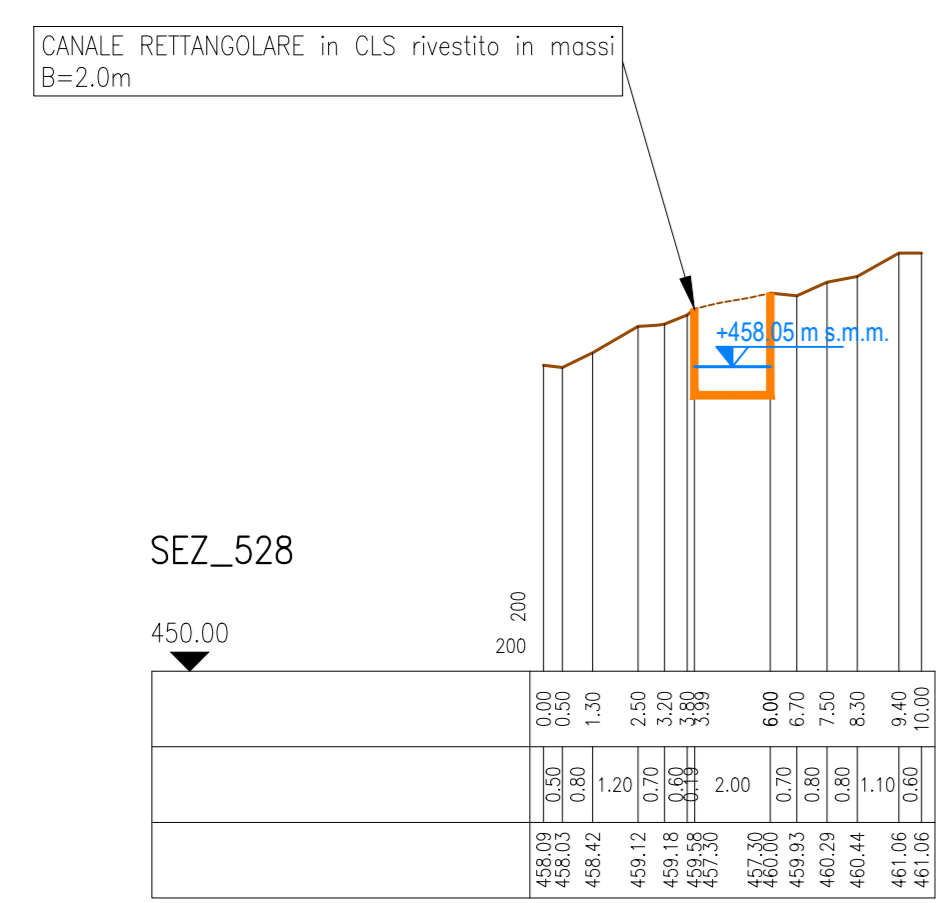 CANALE RETTANGOLARE in CLS rivestito in massi
B=2.0m
+458.05 m s.m.m.
SEZ_528
450.00
200
200
0.00 0.50 1.30 2.50 3.20 3.80 3.99 6.00 6.70 7.50 8.30 9.40 10.00
0.50 0.80 1.20 0.70 0.60 0.19 2.00 0.70 0.80 0.80 1.10 0.60
458.09 458.03 458.42 459.12 459.18 459.58 457.30 457.30 460.00 459.93 460.29 460.44 461.06 461.06